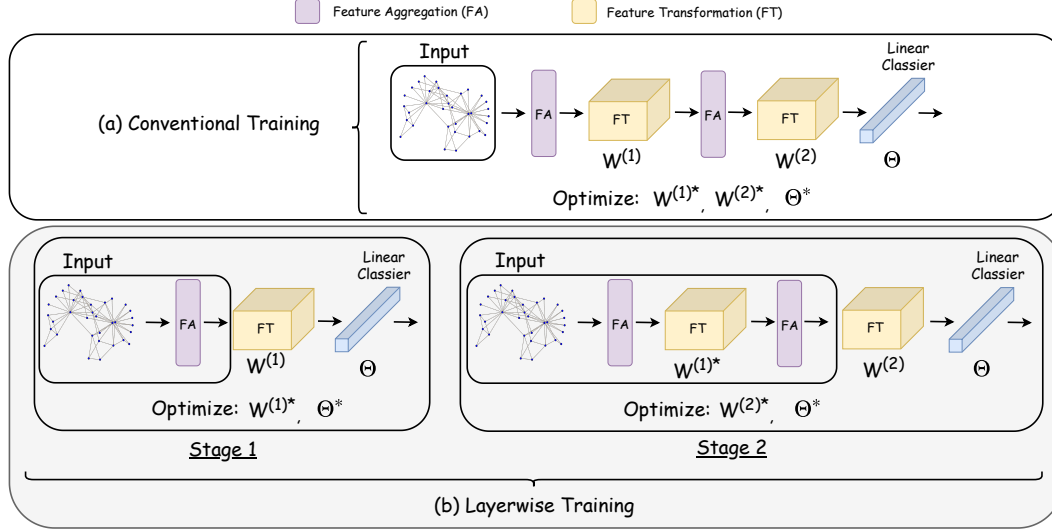 Feature Aggregation (FA) Feature Transformation (FT)
(a) Conventional Training
Input
FA
FT
W(1)
FA
FT
W(2)
Linear
Classier
Θ
Optimize: W(1)*, W(2)*, Θ*
Input
FA
FT
W(1)
Linear
Classier
Θ
Optimize: W(1)*, Θ*
Stage 1
Input
FA
FT
W(1)*
FA
FT
W(2)
Linear
Classier
Θ
Optimize: W(2)*, Θ*
Stage 2
(b) Layerwise Training